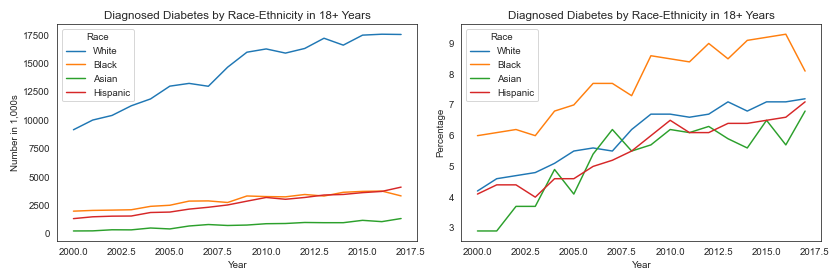 Diagnosed Diabetes by Race-Ethnicity in 18+ Years
Number in 1,000s
17500
15000
12500
10000
7500
5000
2500
0
Race
White
Black
Asian
Hispanic
2000.0 2002.5 2005.0 2007.5 2010.0 2012.5 2015.0 2017.5
Year
Diagnosed Diabetes by Race-Ethnicity in 18+ Years
Percentage
9
8
7
6
5
4
3
Race
White
Black
Asian
Hispanic
2000.0 2002.5 2005.0 2007.5 2010.0 2012.5 2015.0 2017.5
Year